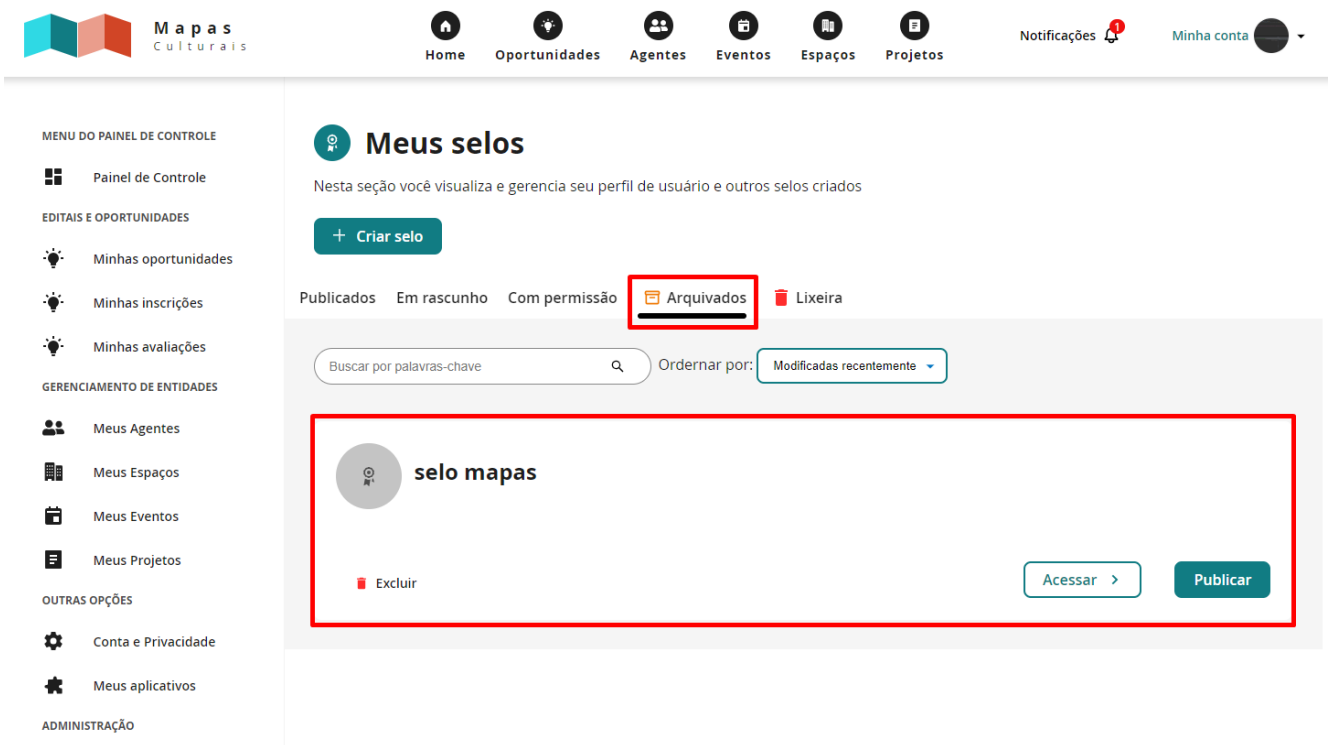 Mapas
Culturais
Home
Oportunidades
Agentes
Eventos
Espaços
Projetos
Notificações
1
Minha conta
MENU DO PAINEL DE CONTROLE
Painel de Controle
EDITAIS E OPORTUNIDADES
Minhas oportunidades
Minhas inscrições
Minhas avaliações
GERENCIAMENTO DE ENTIDADES
Meus Agentes
Meus Espaços
Meus Eventos
Meus Projetos
OUTRAS OPÇÕES
Conta e Privacidade
Meus aplicativos
ADMINISTRAÇÃO
Meus selos
Nesta seção você visualiza e gerencia seu perfil de usuário e outros selos criados
+ Criar selo
Publicados
Em rascunho
Com permissão
Arquivados
Lixeira
Buscar por palavras-chave
Ordernar por:
Modificadas recentemente
selo mapas
Excluir
Acessar
Publicar